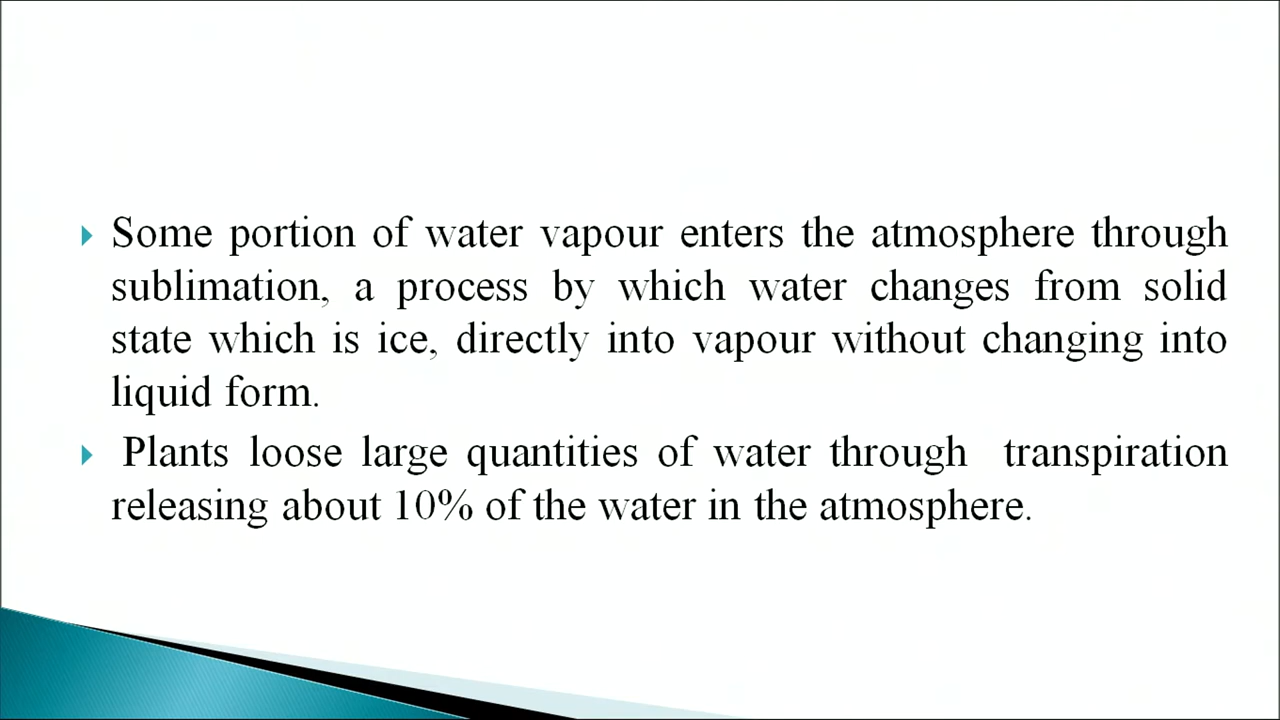 Some portion of water vapour enters the atmosphere through
sublimation, a process by which water changes from solid
state which is ice, directly into vapour without changing into
liquid form.
Plants loose large quantities of water through transpiration
releasing about 10% of the water in the atmosphere.